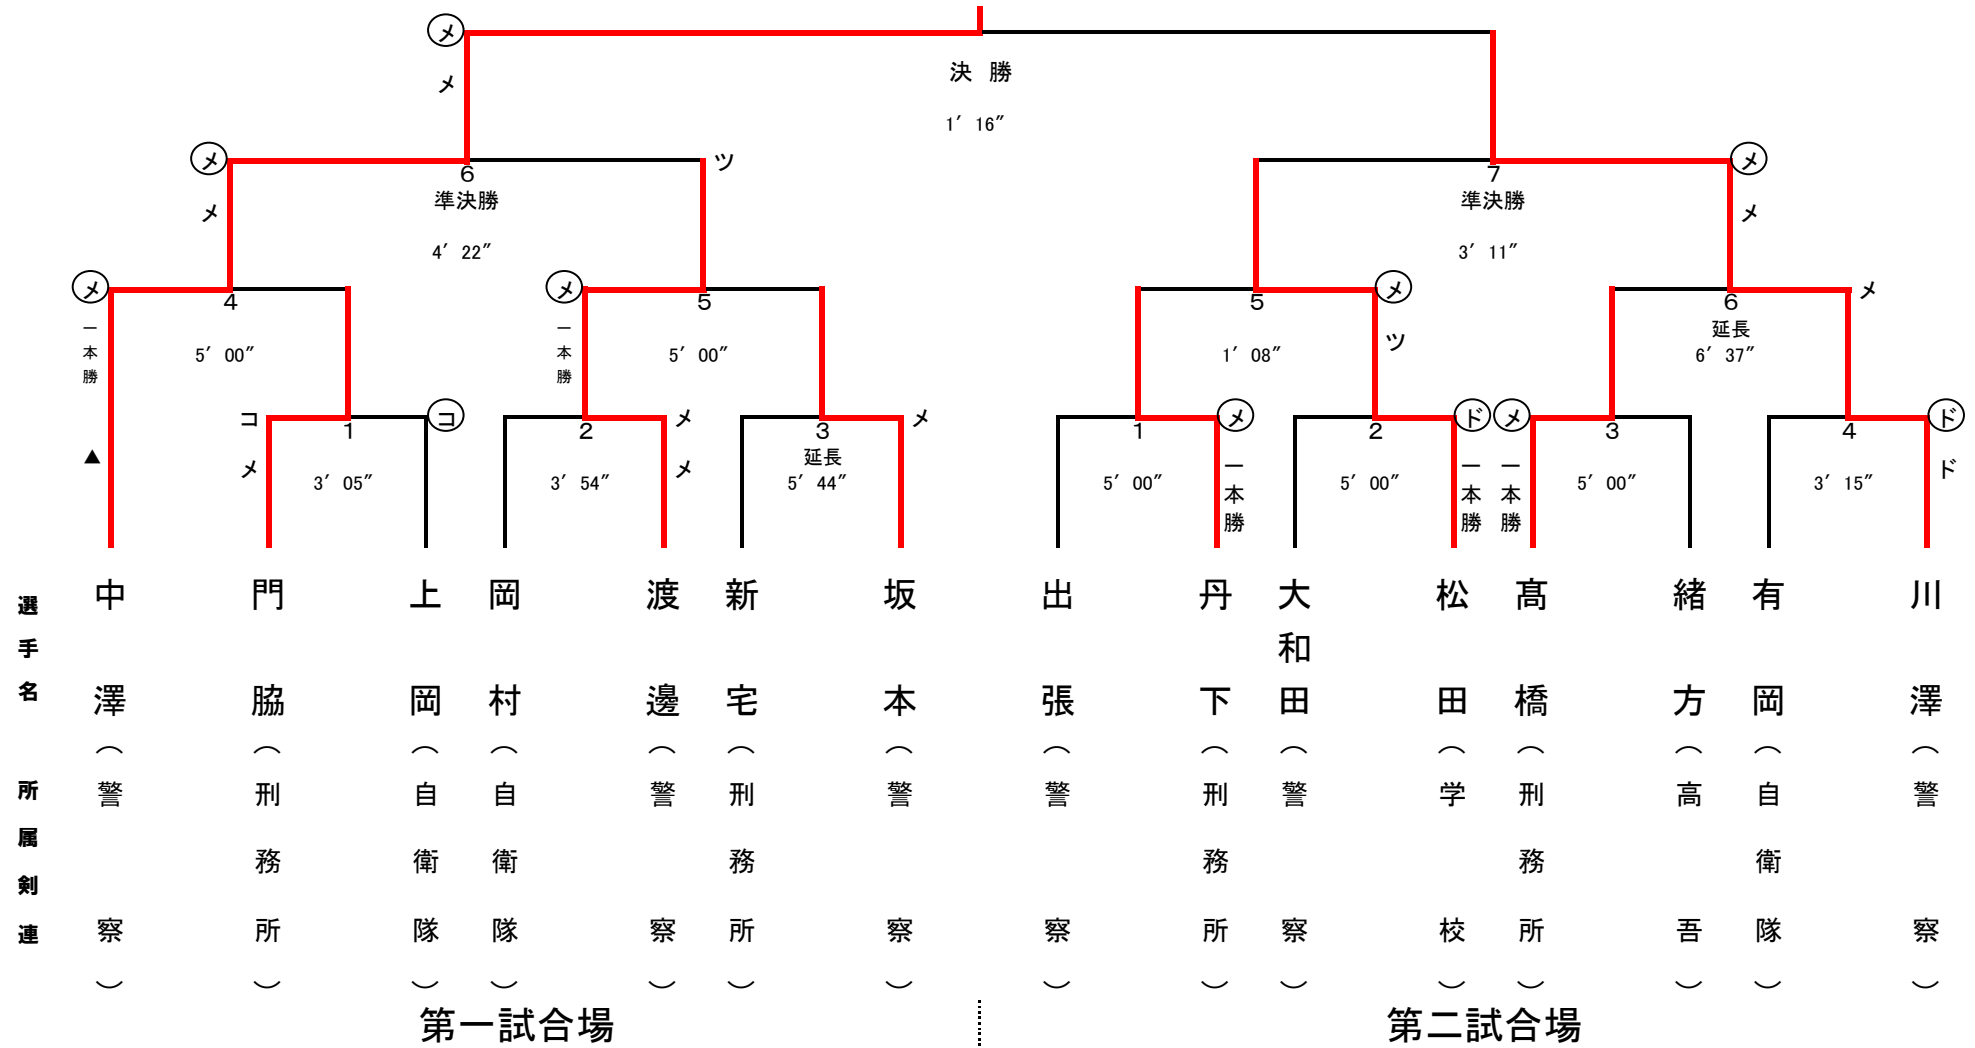 メ
メ
決 勝
1′ 16″
メ
メ
6
準決勝
4′ 22″
ツ
7
準決勝
3′ 11″
メ
メ
メ
一本勝
▲
4
5′ 00″
メ
一本勝
5
5′ 00″
5
1′ 08″
メ
ツ
6
延長
6′ 37″
メ
コ
メ
1
3′ 05″
コ
2
3′ 54″
メ
メ
3
延長
5′ 44″
メ
1
5′ 00″
メ
一本勝
2
5′ 00″
ド
一本勝
メ
一本勝
3
5′ 00″
4
3′ 15″
ド
ド
選手名
所属剣連
中澤(警察)
門脇(刑務所)
上岡(自衛隊)
岡村(自衛隊)
渡邊(警察)
新宅(刑務所)
坂本(警察)
出張(警察)
丹下(刑務所)
大和田(警察)
松田(学校)
髙橋(刑務所)
緒方(高吾)
有岡(自衛隊)
川澤(警察)
第一試合場
第二試合場